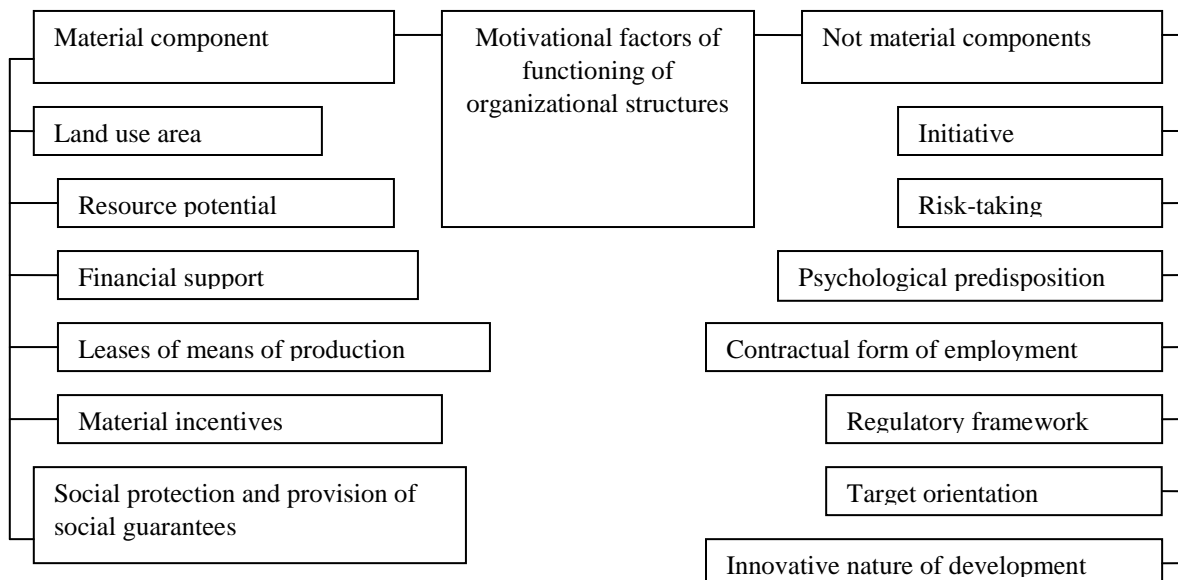 Material component
Motivational factors of
functioning of
organizational structures
Not material components
Land use area
Resource potential
Financial support
Leases of means of production
Material incentives
Social protection and provision of
social guarantees
Initiative
Risk-taking
Psychological predisposition
Contractual form of employment
Regulatory framework
Target orientation
Innovative nature of development